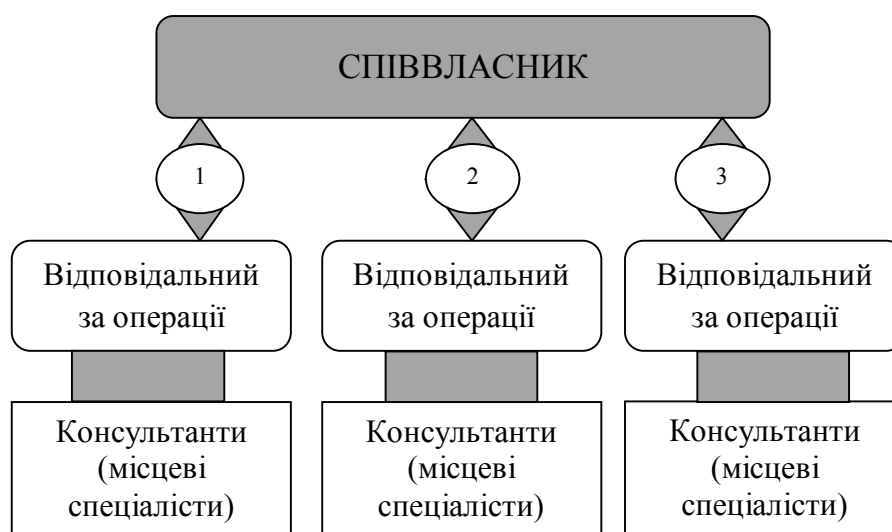 СПІВВЛАСНИК
1
2
3
Відповідальний
за операції
Відповідальний
за операції
Відповідальний
за операції
Консультанти
(місцеві
спеціалісти)
Консультанти
(місцеві
спеціалісти)
Консультанти
(місцеві
спеціалісти)